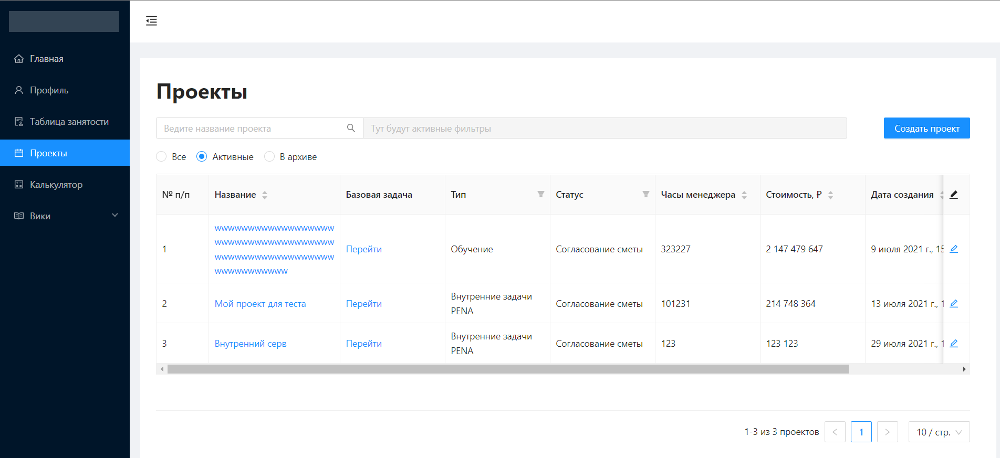 Главная
Профиль
Таблица занятости
Проекты
Калькулятор
Вики
Проекты
Ведите название проекта
Тут будут активные фильтры
Создать проект
Все
Активные
В архиве
№ п/п
Название
Базовая задача
Тип
Статус
Часы менеджера
Стоимость, ₽
Дата создания
1
wwwwwwwwwwwwwwwwwww
wwwwwwwwwwwwwwwwwww
wwwwwwwwwwwwwwwwwww
wwwwwwwwwwww
Перейти
Обучение
Согласование сметы
323227
2 147 479 647
9 июля 2021 г., 15
2
Мой проект для теста
Перейти
Внутренние задачи
PENA
Согласование сметы
101231
214 748 364
13 июля 2021 г., 1
3
Внутренний серв
Перейти
Внутренние задачи
PENA
Согласование сметы
123
123 123
29 июля 2021 г., 1
1-3 из 3 проектов
1
10 / стр.